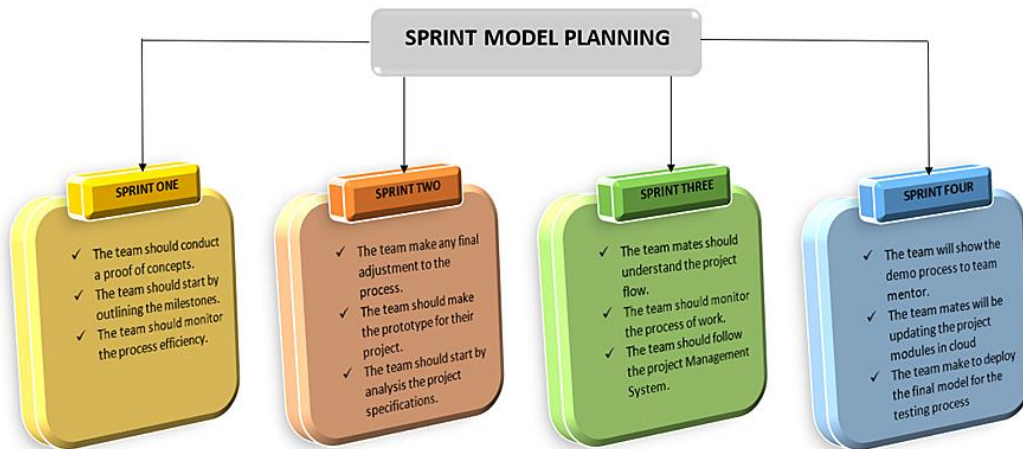 SPRINT MODEL PLANNING
SPRINT ONE
✓ The team should conduct
a proof of concepts.
✓ The team should start by
outlining the milestones.
✓ The team should monitor
the process efficiency.
SPRINT TWO
✓ The team make any final
adjustment to the
process.
✓ The team should make
the prototype for their
project.
✓ The team should start by
analysis the project
specifications.
SPRINT THREE
✓ The team mates should
understand the project
flow.
✓ The team should monitor
the process of work.
✓ The team should follow
the project Management
System.
SPRINT FOUR
✓ The team will show the
demo process to team
mentor.
✓ The team mates will be
updating the project
modules in cloud
✓ The team make to deploy
the final model for the
testing process